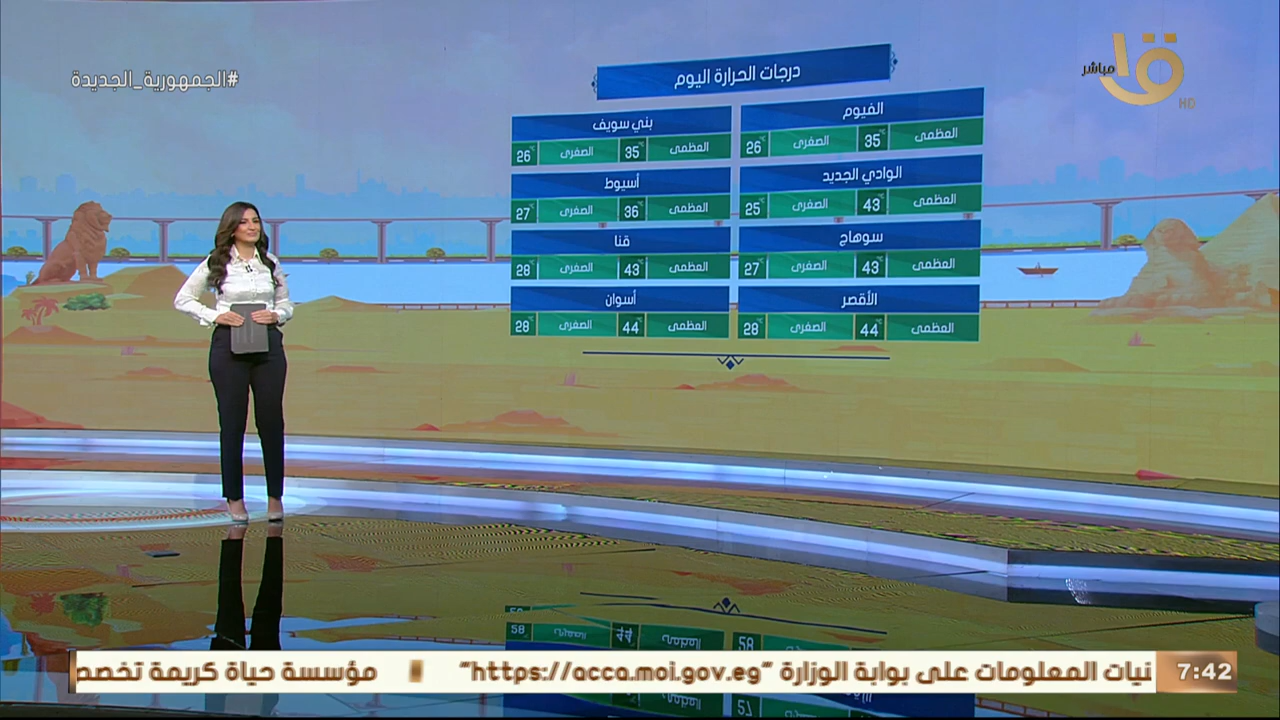 #الجمهورية_الجديدة
مباشر
HD
درجات الحرارة اليوم
الفيوم
العظمى 35°C الصغرى 26°C
بني سويف
العظمى 35°C الصغرى 26°C
الوادي الجديد
العظمى 43°C الصغرى 25°C
أسيوط
العظمى 36°C الصغرى 27°C
سوهاج
العظمى 43°C الصغرى 27°C
قنا
العظمى 43°C الصغرى 28°C
الأقصر
العظمى 44°C الصغرى 28°C
أسوان
العظمى 44°C الصغرى 28°C
7:42
نيات المعلومات على بوابة الوزارة "https://acca.moi.gov.eg" مؤسسة حياة كريمة تخصص